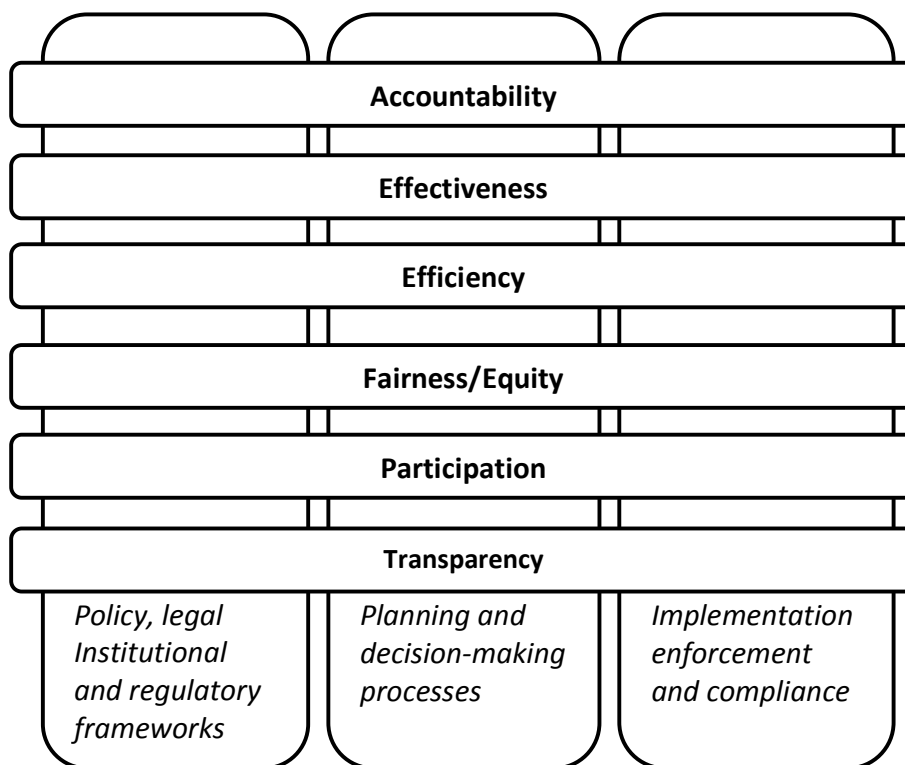 Accountability
Effectiveness
Efficiency
Fairness/Equity
Participation
Transparency
Policy, legal
Institutional
and regulatory
frameworks
Planning and
decision-making
processes
Implementation
enforcement
and compliance